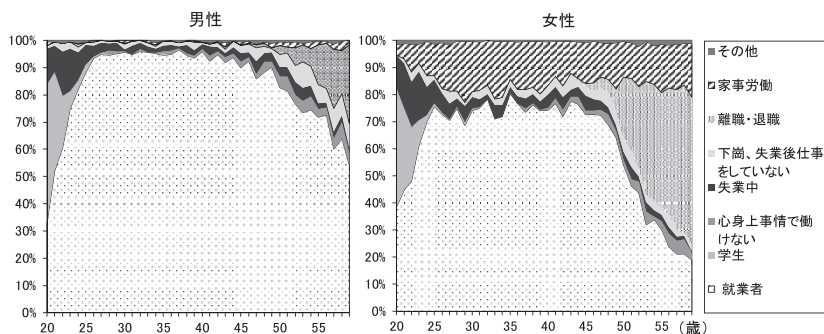 男性
女性
100%
90%
80%
70%
60%
50%
40%
30%
20%
10%
0%
20 25 30 35 40 45 50 55
100%
90%
80%
70%
60%
50%
40%
30%
20%
10%
0%
20 25 30 35 40 45 50 55 (歳)
その他
家事労働
離職・退職
下崗、失業後仕事
をしていない
失業中
心身上事情で働
けない
学生
就業者